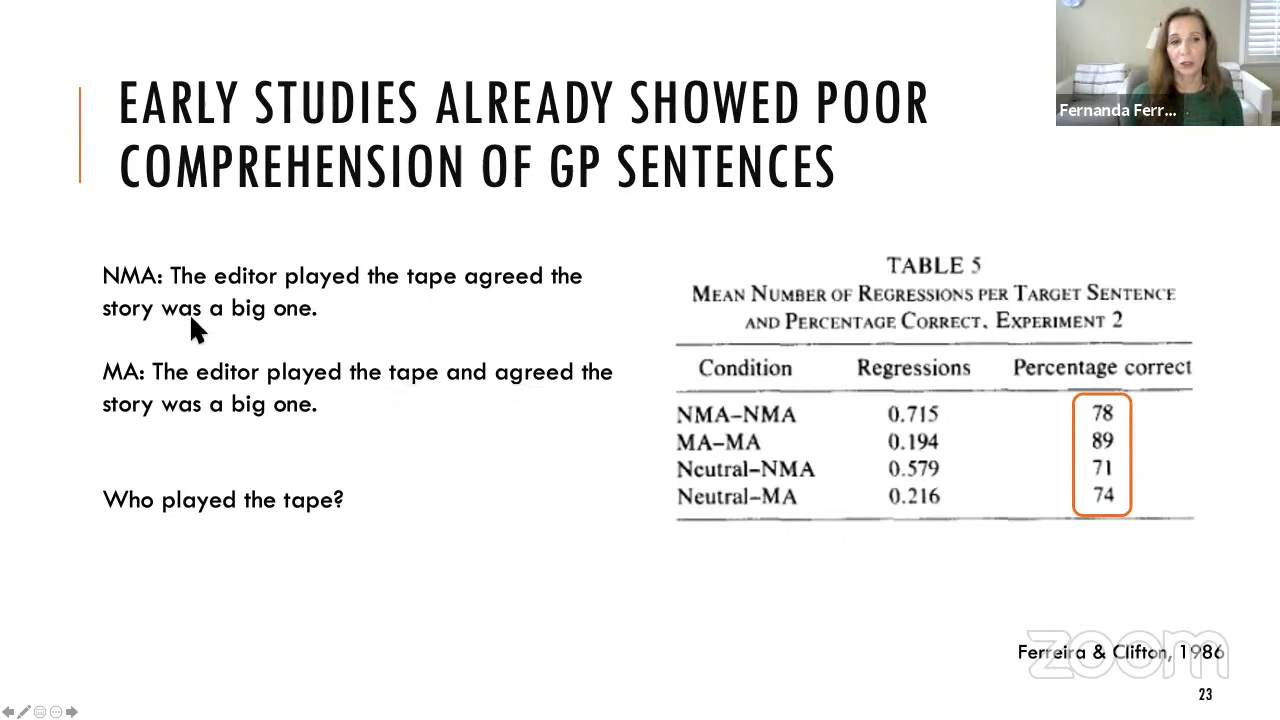 EARLY STUDIES ALREADY SHOWED POOR
COMPREHENSION OF GP SENTENCES
Fernanda Ferr...
NMA: The editor played the tape agreed the
story was a big one.
MA: The editor played the tape and agreed the
story was a big one.
Who played the tape?
TABLE 5
MEAN NUMBER OF REGRESSIONS PER TARGET SENTENCE
AND PERCENTAGE CORRECT, EXPERIMENT 2
Condition Regressions Percentage correct
NMA–NMA 0.715 78
MA–MA 0.194 89
Neutral–NMA 0.579 71
Neutral–MA 0.216 74
Ferreira & Clifton, 1986
zoom
23